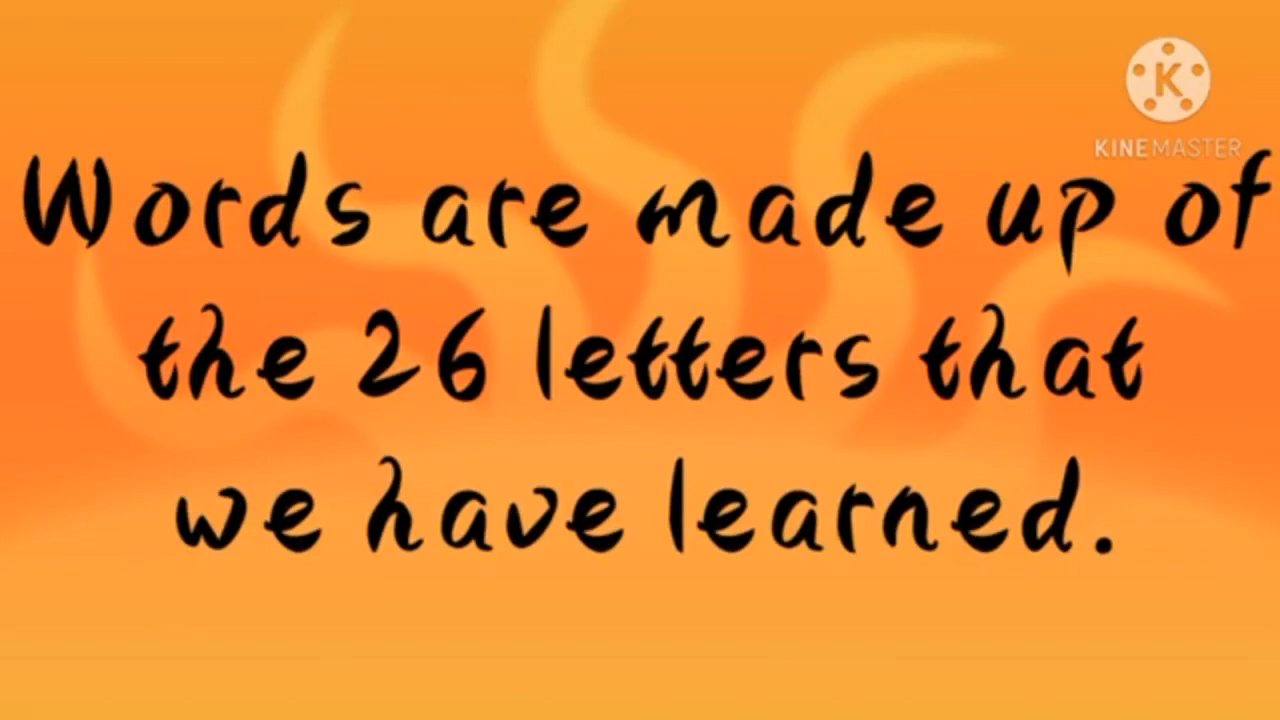 K
KINEMASTER
Words are made up of
the 26 letters that
we have learned.